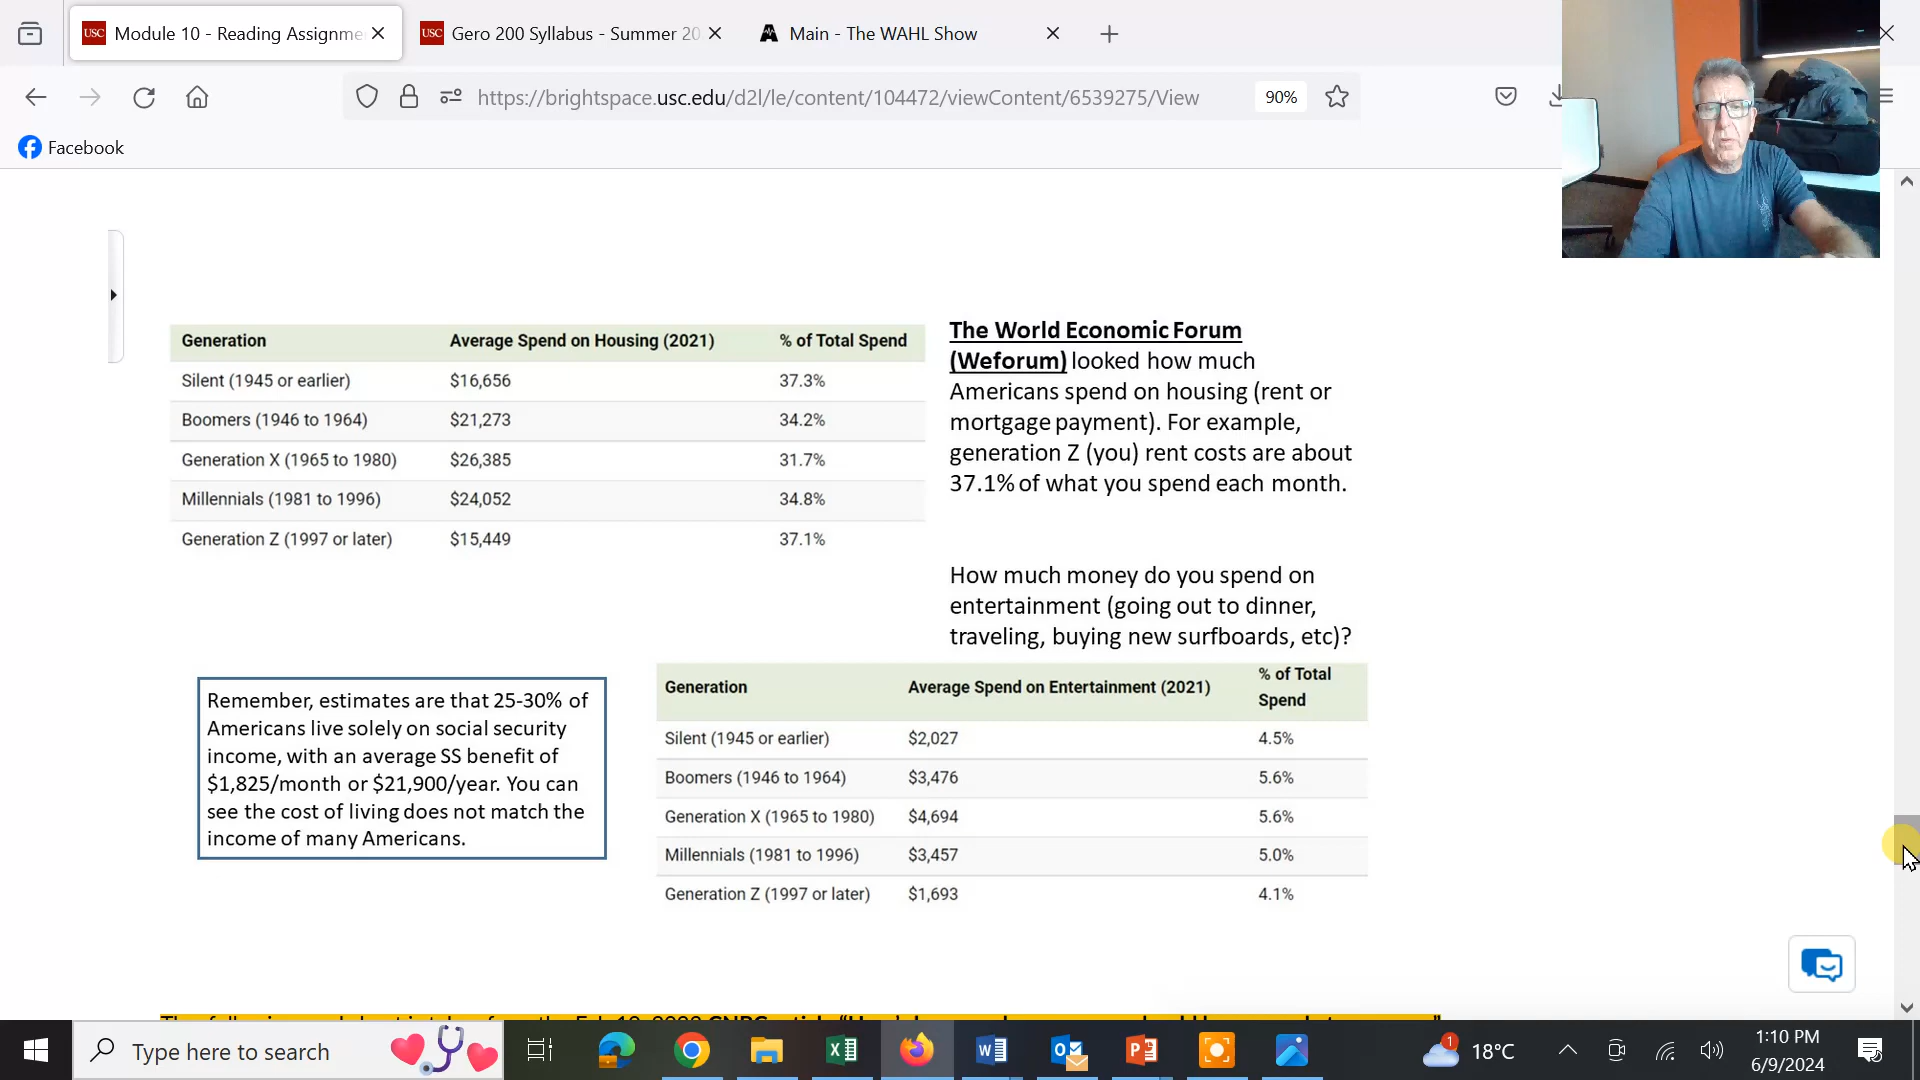 Module 10 - Reading Assignme
Gero 200 Syllabus - Summer 20
Main - The WAHL Show
https://brightspace.usc.edu/d2l/le/content/104472/viewContent/6539275/View
90%
Facebook
Generation Average Spend on Housing (2021) % of Total Spend
Silent (1945 or earlier) $16,656 37.3%
Boomers (1946 to 1964) $21,273 34.2%
Generation X (1965 to 1980) $26,385 31.7%
Millennials (1981 to 1996) $24,052 34.8%
Generation Z (1997 or later) $15,449 37.1%
The World Economic Forum
(Weforum) looked how much
Americans spend on housing (rent or
mortgage payment). For example,
generation Z (you) rent costs are about
37.1% of what you spend each month.
How much money do you spend on
entertainment (going out to dinner,
traveling, buying new surfboards, etc)?
Remember, estimates are that 25-30% of
Americans live solely on social security
income, with an average SS benefit of
$1,825/month or $21,900/year. You can
see the cost of living does not match the
income of many Americans.
Generation Average Spend on Entertainment (2021) % of Total
Spend
Silent (1945 or earlier) $2,027 4.5%
Boomers (1946 to 1964) $3,476 5.6%
Generation X (1965 to 1980) $4,694 5.6%
Millennials (1981 to 1996) $3,457 5.0%
Generation Z (1997 or later) $1,693 4.1%
Type here to search
1
18°C
1:10 PM
6/9/2024